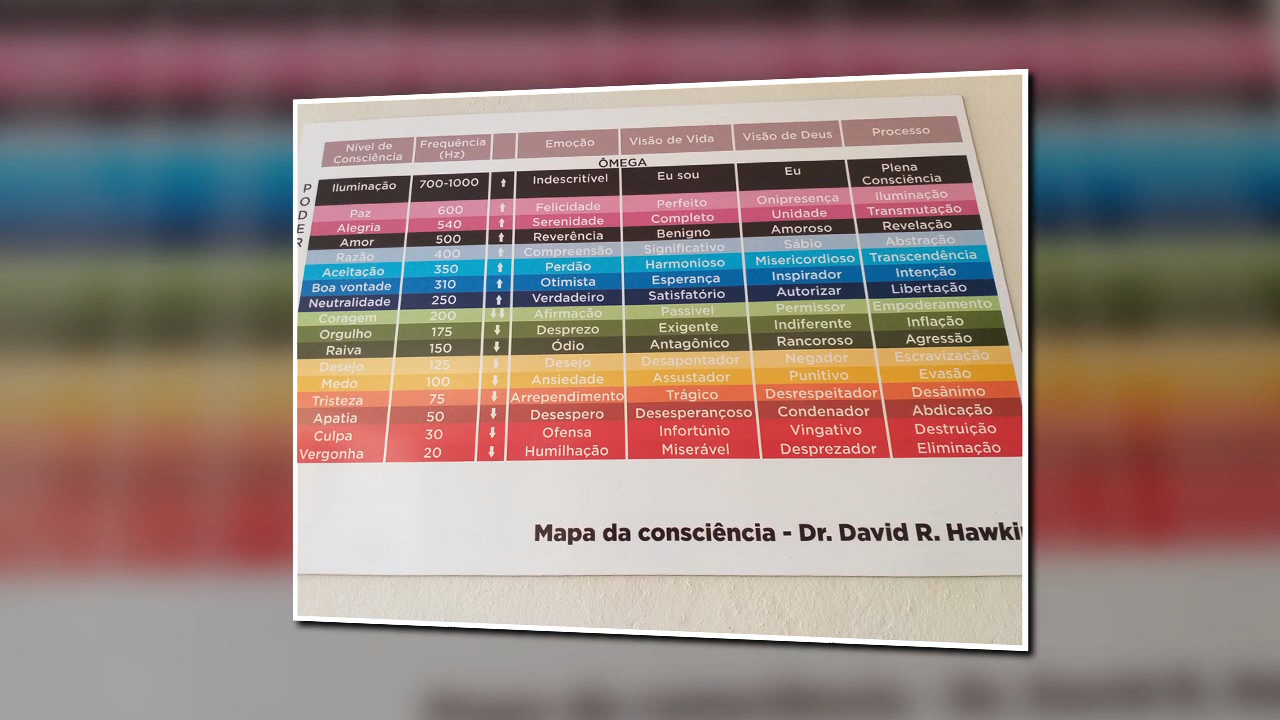 Nível de Consciência Frequência (Hz) Emoção Visão de Vida Visão de Deus Processo
ÔMEGA
PODER
Iluminação 700-1000 ⬆ Indescritível Eu sou Eu Plena Consciência
Paz 600 ⬆ Felicidade Perfeito Onipresença Iluminação
Alegria 540 ⬆ Serenidade Completo Unidade Transmutação
Amor 500 ⬆ Reverência Benigno Amoroso Revelação
Razão 400 ⬆ Compreensão Significativo Sábio Abstração
Aceitação 350 ⬆ Perdão Harmonioso Misericordioso Transcendência
Boa vontade 310 ⬆ Otimista Esperança Inspirador Intenção
Neutralidade 250 ⬆ Verdadeiro Satisfatório Autorizar Libertação
Coragem 200 ⬇⬇ Afirmação Passível Permissor Empoderamento
Orgulho 175 ⬇ Desprezo Exigente Indiferente Inflação
Raiva 150 ⬇ Ódio Antagônico Rancoroso Agressão
Desejo 125 ⬇ Desejo Desapontador Negador Escravização
Medo 100 ⬇ Ansiedade Assustador Punitivo Evasão
Tristeza 75 ⬇ Arrependimento Trágico Desrespeitador Desânimo
Apatia 50 ⬇ Desespero Desesperançoso Condenador Abdicação
Culpa 30 ⬇ Ofensa Infortúnio Vingativo Destruição
Vergonha 20 ⬇ Humilhação Miserável Desprezador Eliminação
Mapa da consciência - Dr. David R. Hawki